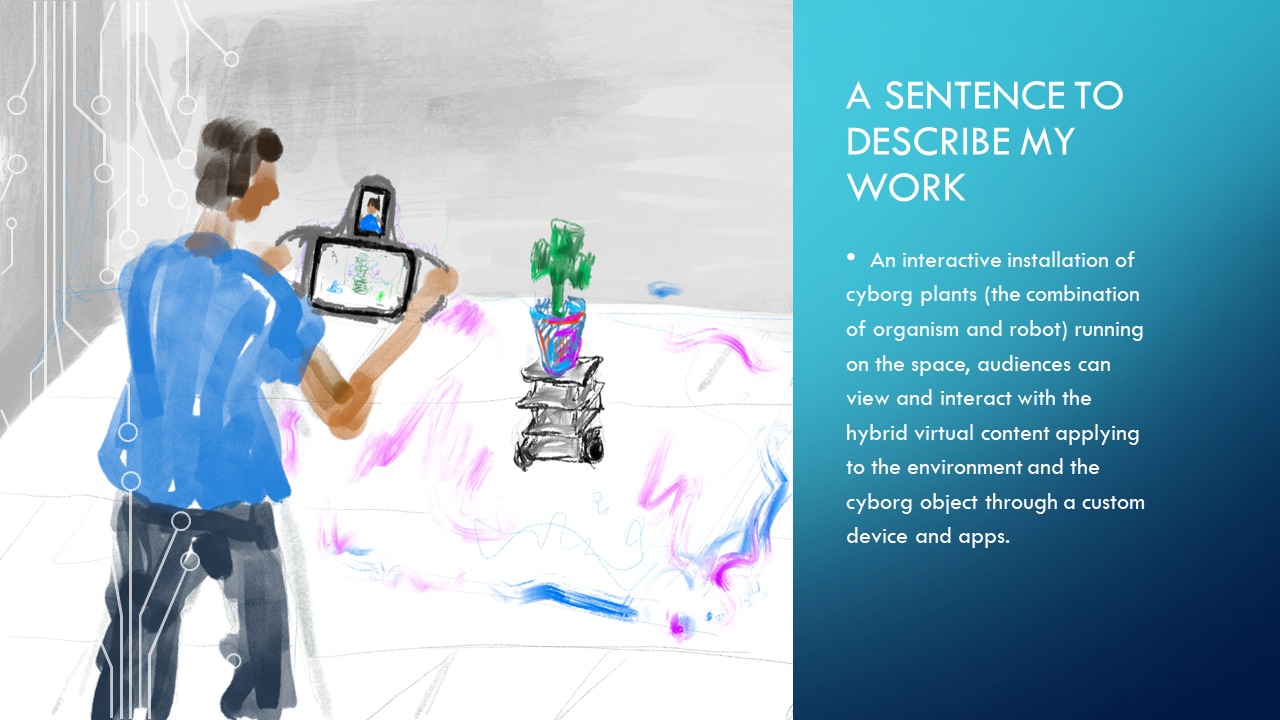 A SENTENCE TO
DESCRIBE MY
WORK
• An interactive installation of
cyborg plants (the combination
of organism and robot) running
on the space, audiences can
view and interact with the
hybrid virtual content applying
to the environment and the
cyborg object through a custom
device and apps.